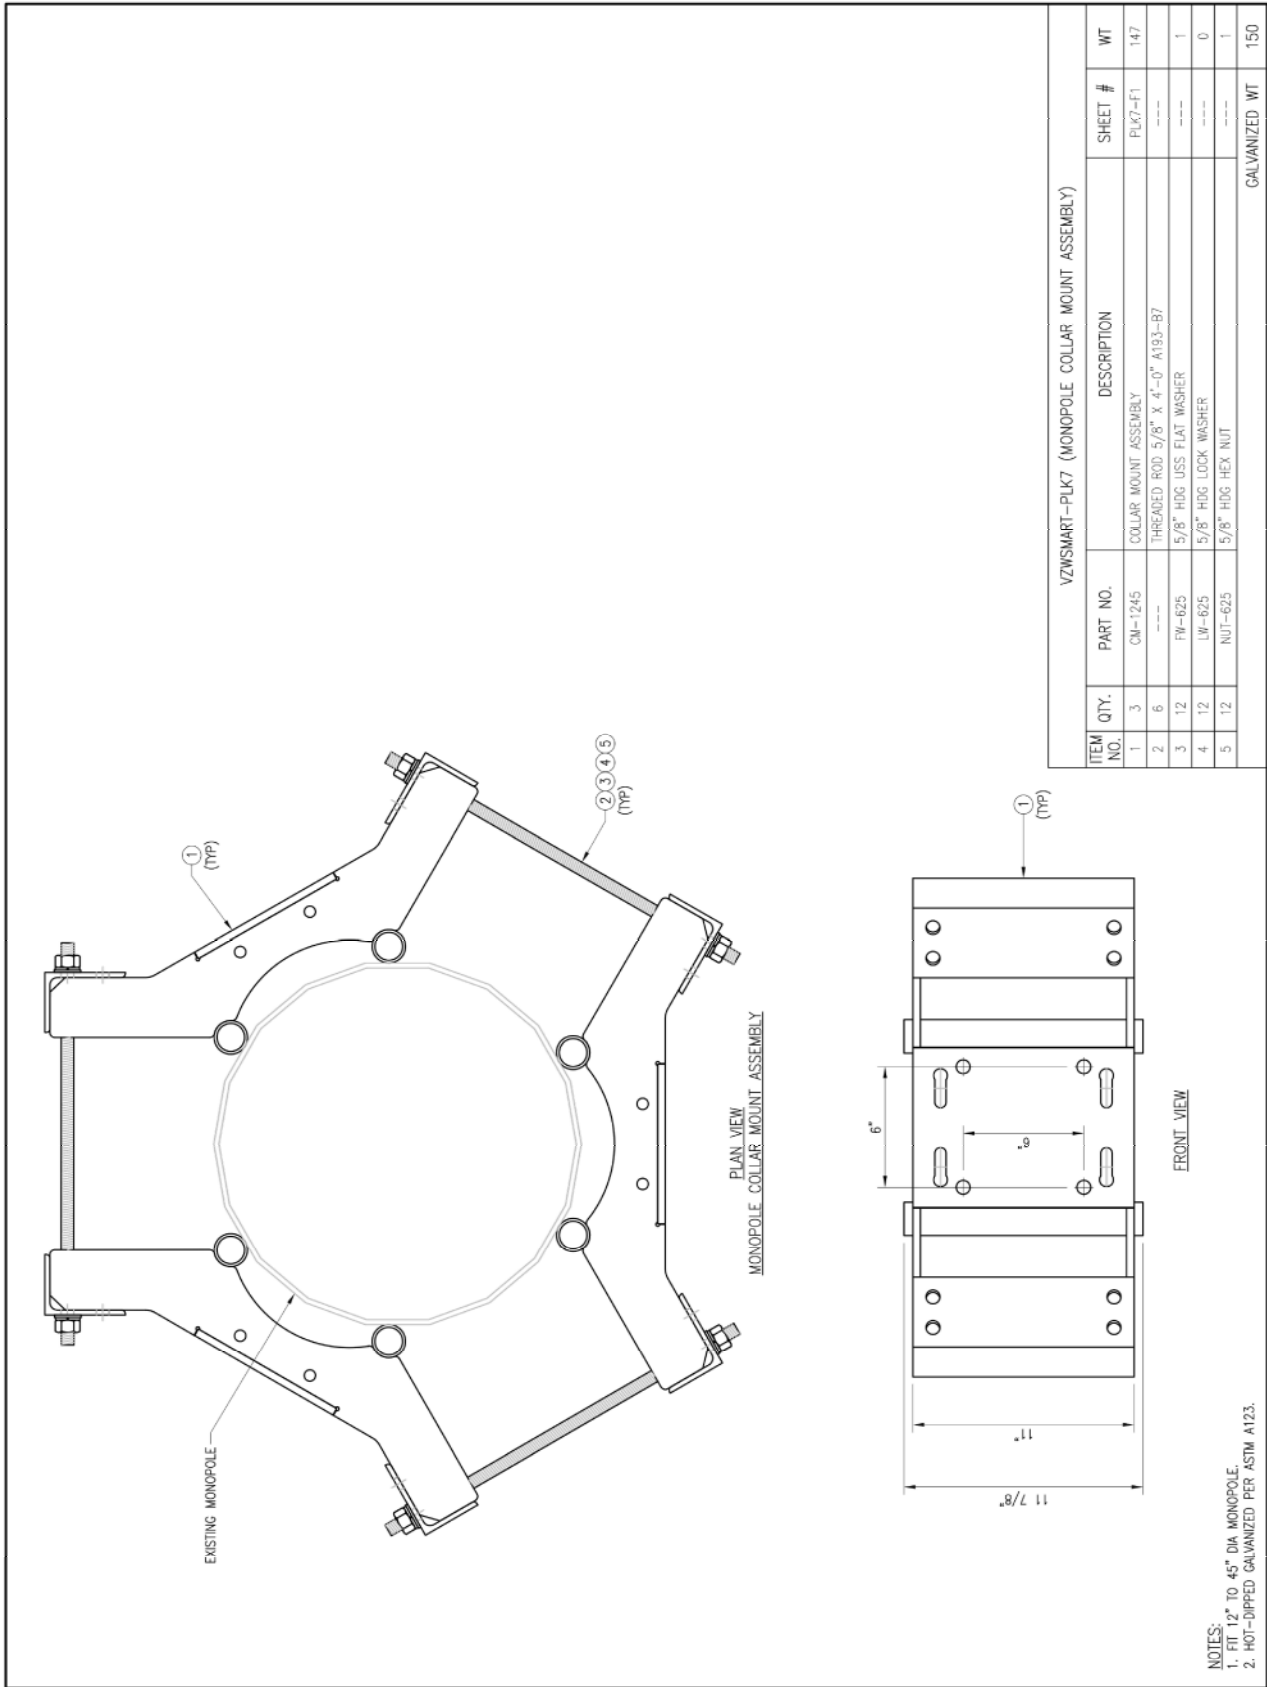 EXISTING MONOPOLE
1
(TYP)
2 3 4 5
(TYP)
PLAN VIEW
MONOPOLE COLLAR MOUNT ASSEMBLY
1
(TYP)
6"
6"
11"
11 7/8"
FRONT VIEW
NOTES:
1. FIT 12" TO 45" DIA MONOPOLE.
2. HOT-DIPPED GALVANIZED PER ASTM A123.
VZWSMART-PLK7 (MONOPOLE COLLAR MOUNT ASSEMBLY)
ITEM NO. QTY. PART NO. DESCRIPTION SHEET # WT
1 3 CM-1245 COLLAR MOUNT ASSEMBLY PLK7-F1 147
2 6 --- THREADED ROD 5/8" X 4'-0" A193-B7 ---
3 12 FW-625 5/8" HDG USS FLAT WASHER --- 1
4 12 LW-625 5/8" HDG LOCK WASHER --- 0
5 12 NUT-625 5/8" HDG HEX NUT --- 1
GALVANIZED WT 150